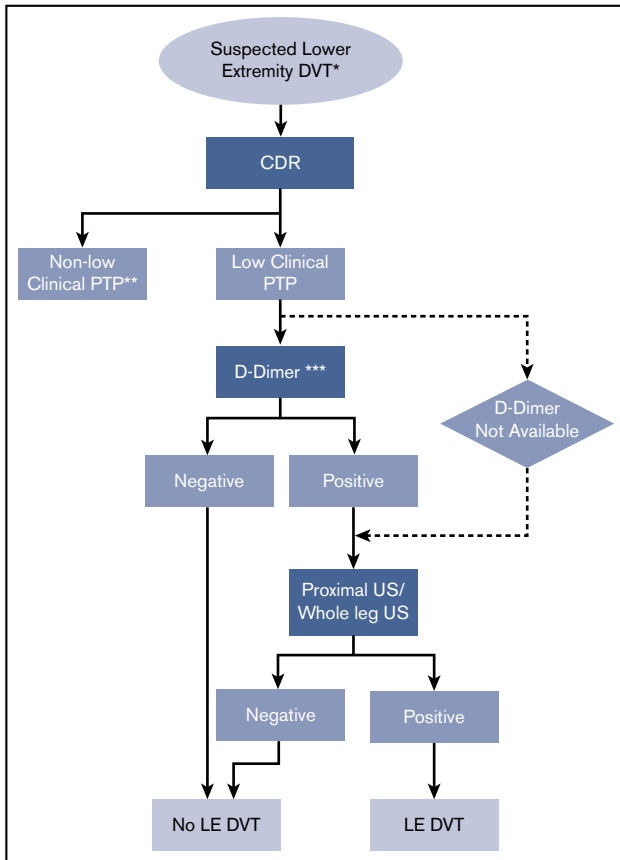 Suspected Lower
Extremity DVT*
CDR
Non-low
Clinical PTP**
Low Clinical
PTP
D-Dimer ***
D-Dimer
Not Available
Negative
Positive
Proximal US/
Whole leg US
Negative
Positive
No LE DVT
LE DVT